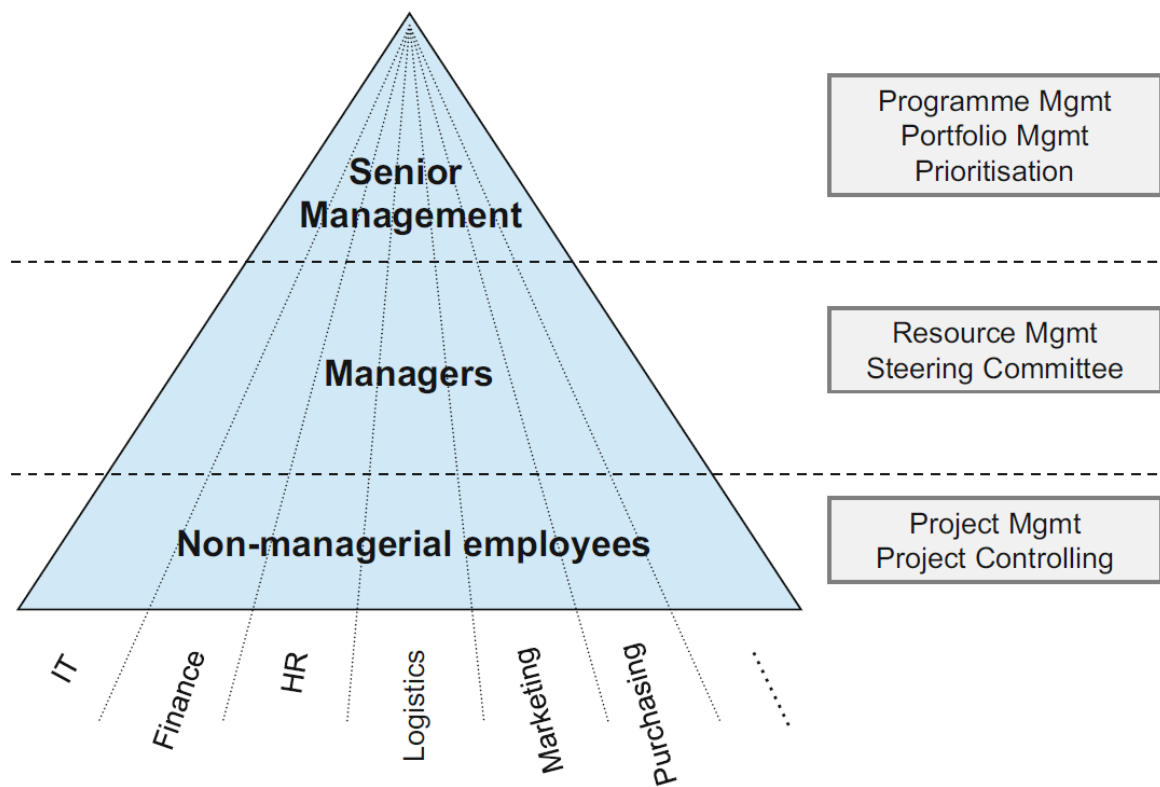 Senior
Management
Programme Mgmt
Portfolio Mgmt
Prioritisation
Managers
Resource Mgmt
Steering Committee
Non-managerial employees
Project Mgmt
Project Controlling
IT
Finance
HR
Logistics
Marketing
Purchasing
.......